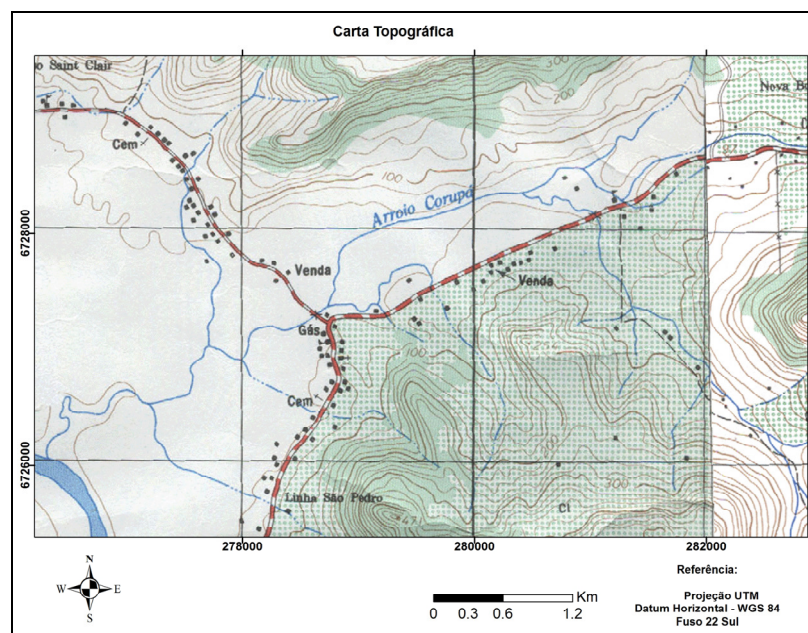 Carta Topográfica
o Saint Clair
300
200
Nova Ba
Cem
97
100
Arroio Corupá
6728000
Venda
Venda
Gás
100
Cem
6726000
300
Linha São Pedro
Cl
278000
280000
282000
N
W
E
S
Km
0 0.3 0.6 1.2
Referência:
Projeção UTM
Datum Horizontal - WGS 84
Fuso 22 Sul